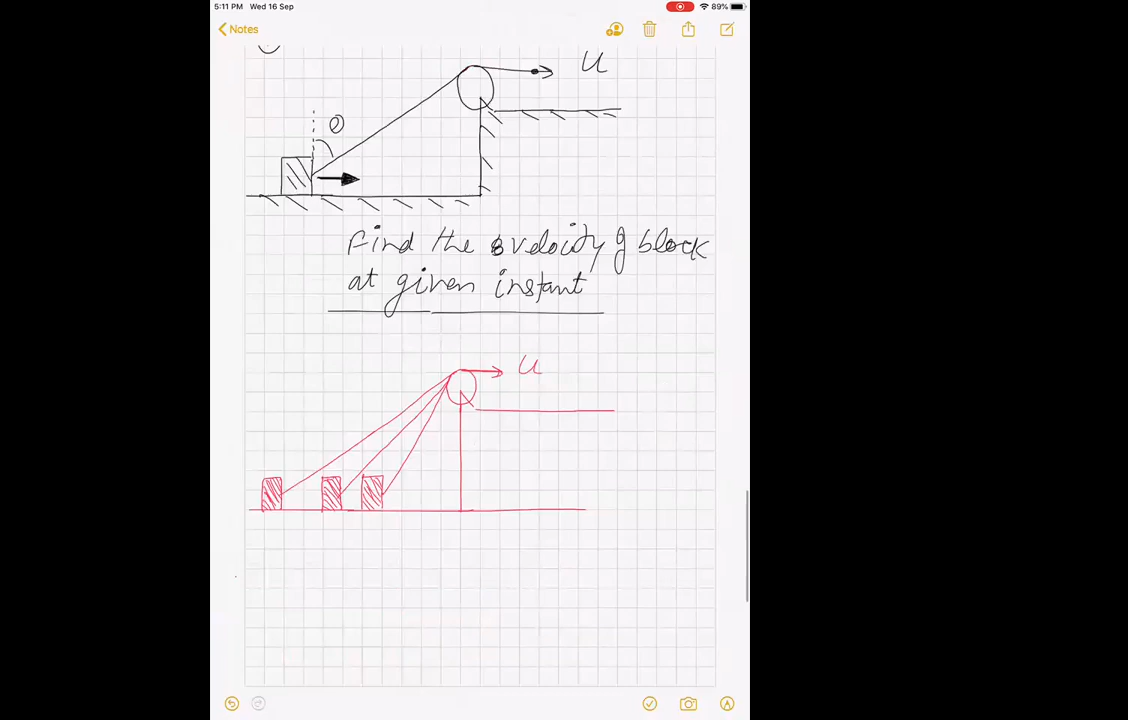 5:11 PM Wed 16 Sep
89%
Notes
u
θ
Find the velocity of block
at given instant
u